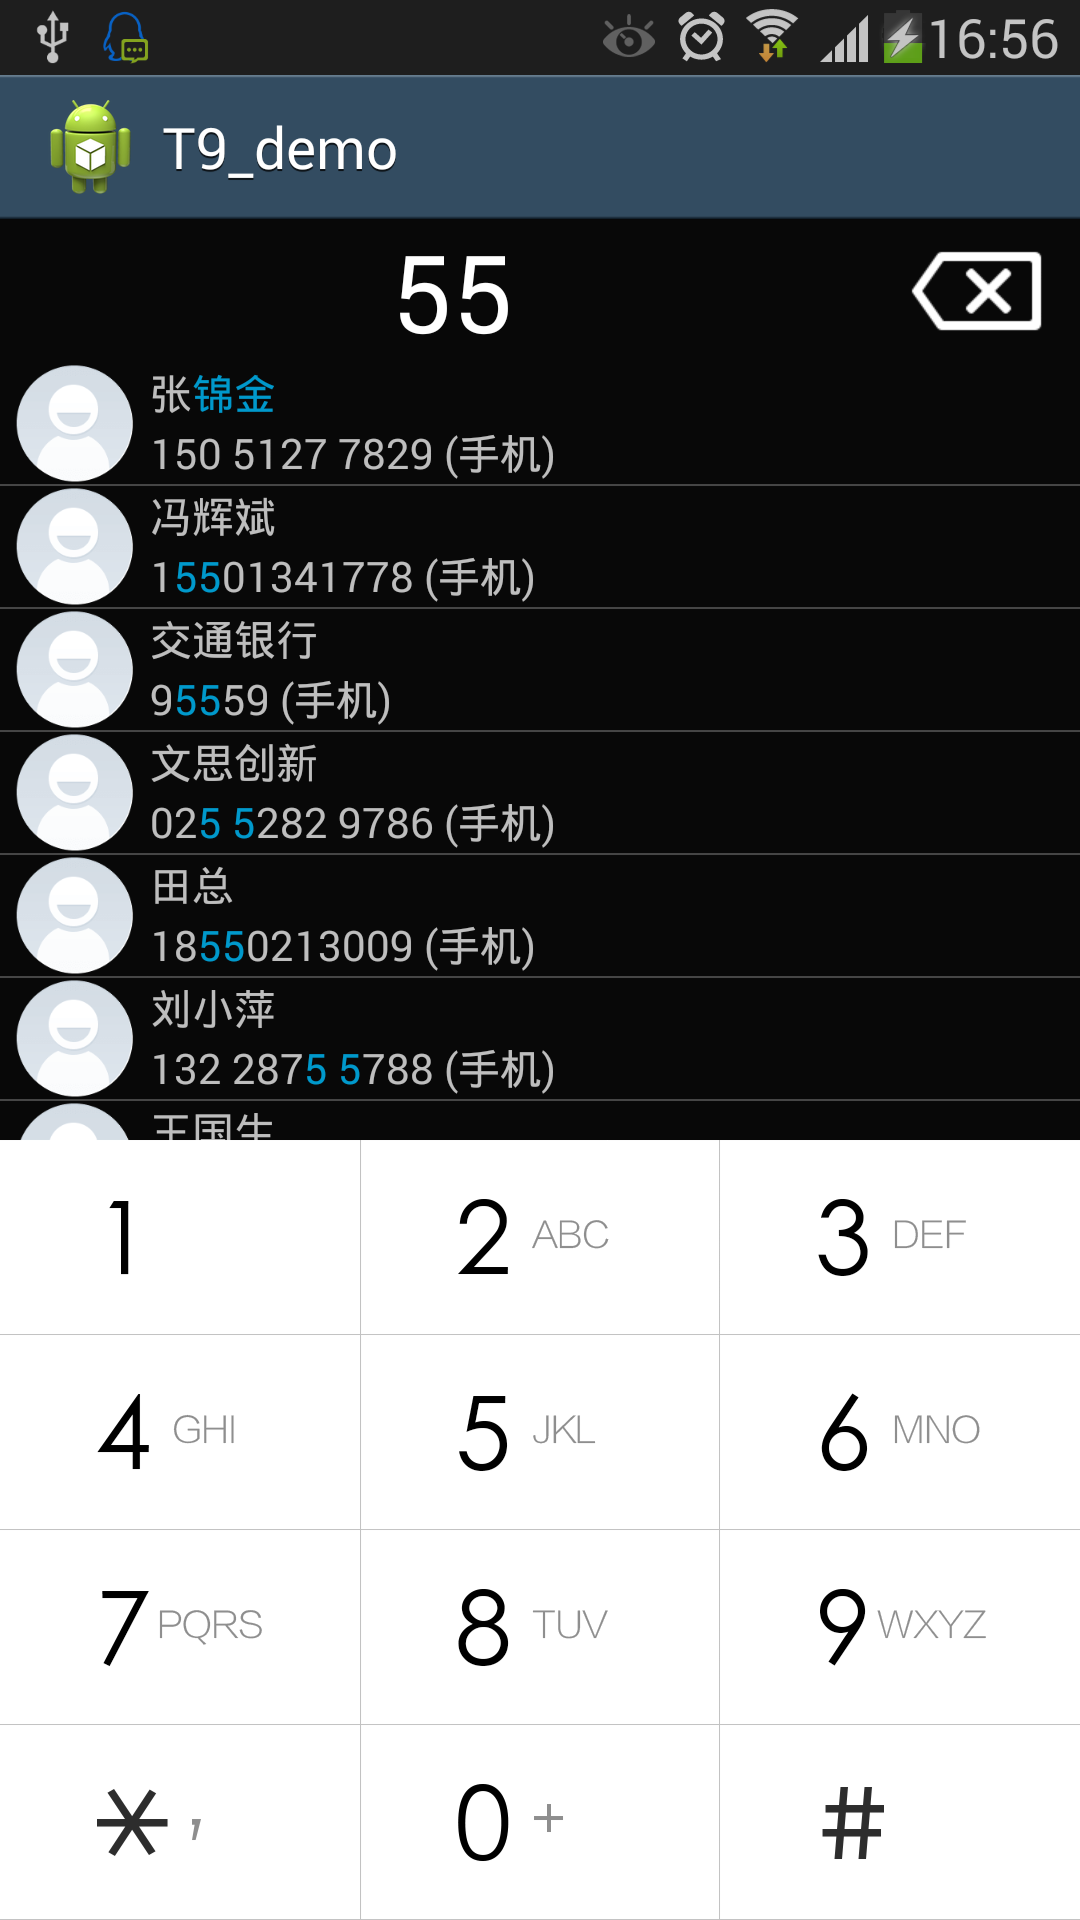 16:56
T9_demo
55
张锦金
150 5127 7829 (手机)
冯辉斌
15501341778 (手机)
交通银行
95559 (手机)
文思创新
025 5282 9786 (手机)
田总
18550213009 (手机)
刘小萍
132 2875 5788 (手机)
王国生
1
2 ABC
3 DEF
4 GHI
5 JKL
6 MNO
7 PQRS
8 TUV
9 WXYZ
* ,
0 +
#